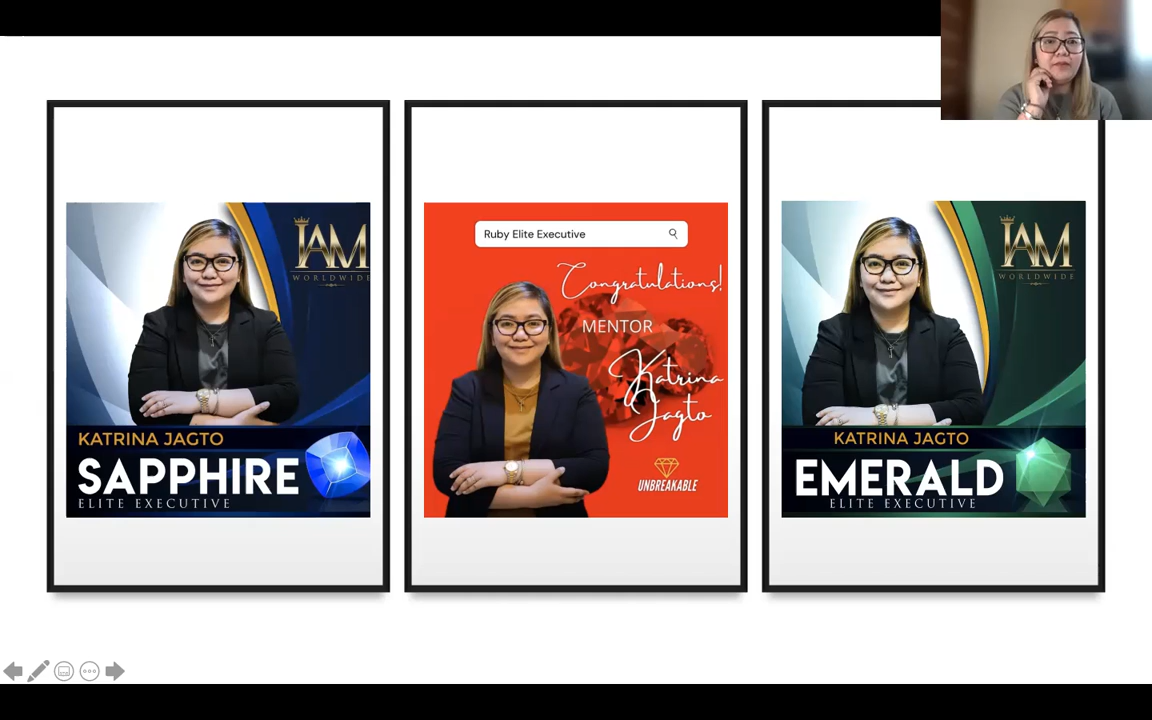 IAM
WORLDWIDE
KATRINA JAGTO
SAPPHIRE
ELITE EXECUTIVE
Ruby Elite Executive
Congratulations!
MENTOR
Katrina
Jagto
UNBREAKABLE
IAM
WORLDWIDE
KATRINA JAGTO
EMERALD
ELITE EXECUTIVE